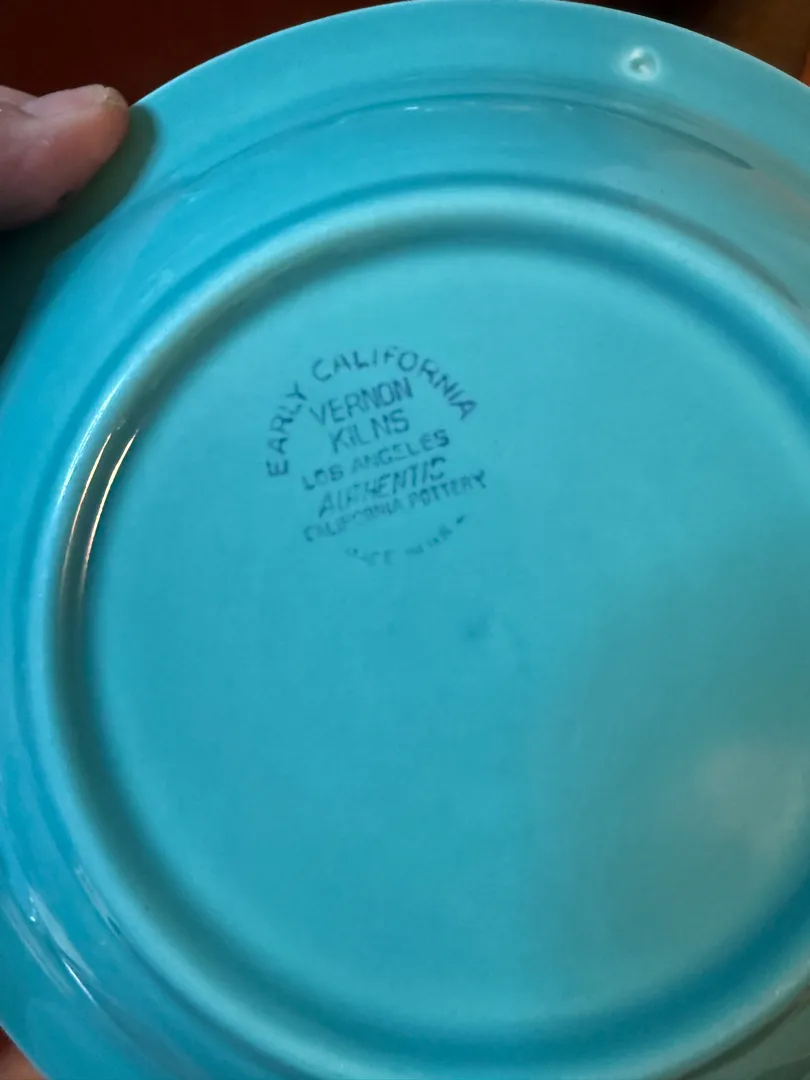 EARLY CALIFORNIA
VERNON
KILNS
LOS ANGELES
AUTHENTIC
CALIFORNIA POTTERY